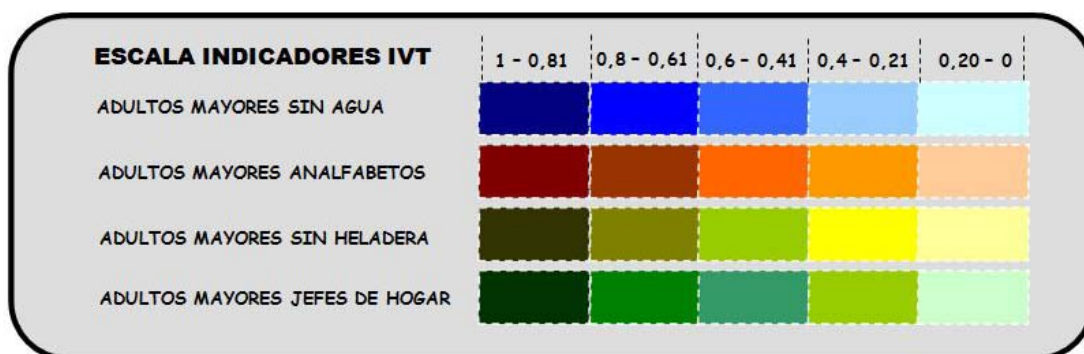 ESCALA INDICADORES IVT 1 - 0,81 0,8 - 0,61 0,6 - 0,41 0,4 - 0,21 0,20 - 0
ADULTOS MAYORES SIN AGUA
ADULTOS MAYORES ANALFABETOS
ADULTOS MAYORES SIN HELADERA
ADULTOS MAYORES JEFES DE HOGAR